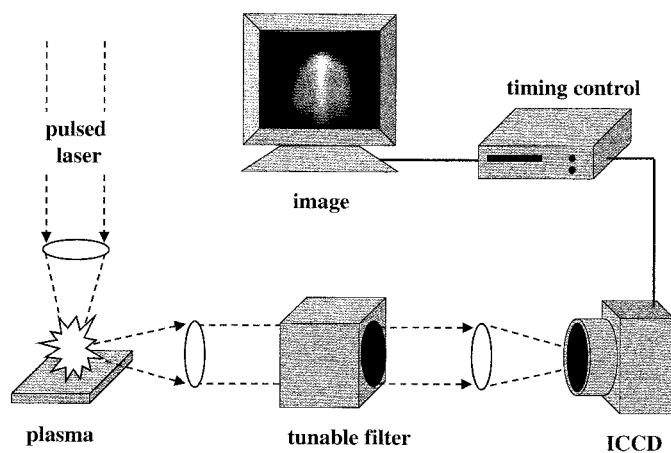 timing control
pulsed
laser
image
plasma
tunable filter
ICCD